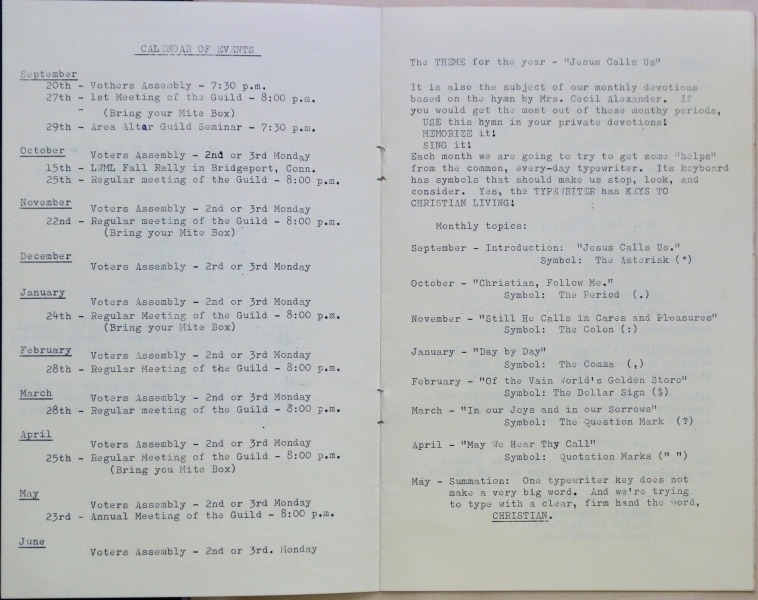 CALENDAR OF EVENTS
September
20th - Vothers Assembly - 7:30 p.m.
27th - 1st Meeting of the Guild - 8:00 p.m.
- (Bring your Mite Box)
29th - Area Altar Guild Seminar - 7:30 p.m.
October
Voters Assembly - 2nd or 3rd Monday
15th - LWML Fall Rally in Bridgeport, Conn.
25th - Regular meeting of the Guild - 8:00 p.m.
November
Voters Assembly - 2nd or 3rd Monday
22nd - Regular meeting of the Guild - 8:00 p.m.
(Bring your Mite Box)
December
Voters Assembly - 2rd or 3rd Monday
January
Voters Assembly - 2nd or 3rd Monday
24th - Regular Meeting of the Guild - 8:00 p.m.
(Bring your Mite Box)
February
Voters Assembly - 2nd or 3rd Monday
28th - Regular Meeting of the Guild - 8:00 p.m.
March
Voters Assembly - 2nd or 3rd Monday
28th - Regular meeting of the Guild - 8:00 p.m.
April
Voters Assembly - 2nd or 3rd Monday
25th - Regular Meeting of the Guild - 8:00 p.m.
(Bring you Mite Box)
May
Voters Assembly - 2nd or 3rd Monday
23rd - Annual Meeting of the Guild - 8:00 p.m.
June
Voters Assembly - 2nd or 3rd. Monday
The THEME for the year - "Jesus Calls Us"
It is also the subject of our monthly devotions
based on the hymn by Mrs. Cecil Alexander. If
you would get the most out of these monthy periods,
USE this hymn in your private devotions!
MEMORIZE it!
SING it!
Each month we are going to try to get some "helps"
from the common, every-day typewriter. Its keyboard
has symbols that should make us stop, look, and
consider. Yes, the TYPEWRITER has KEYS TO
CHRISTIAN LIVING!
Monthly topics:
September - Introduction: "Jesus Calls Us."
Symbol: The Asterisk (*)
October - "Christian, Follow Me."
Symbol: The Period (.)
November - "Still He Calls in Cares and Pleasures"
Symbol: The Colon (:)
January - "Day by Day"
Symbol: The Comma (,)
February - "Of the Vain World's Golden Store"
Symbol: The Dollar Sign ($)
March - "In our Joys and in our Sorrows"
Symbol: The Question Mark (?)
April - "May We Hear Thy Call"
Symbol: Quotation Marks (" ")
May - Summation: One typewriter key does not
make a very big word. And we're trying
to type with a clear, firm hand the word,
CHRISTIAN.